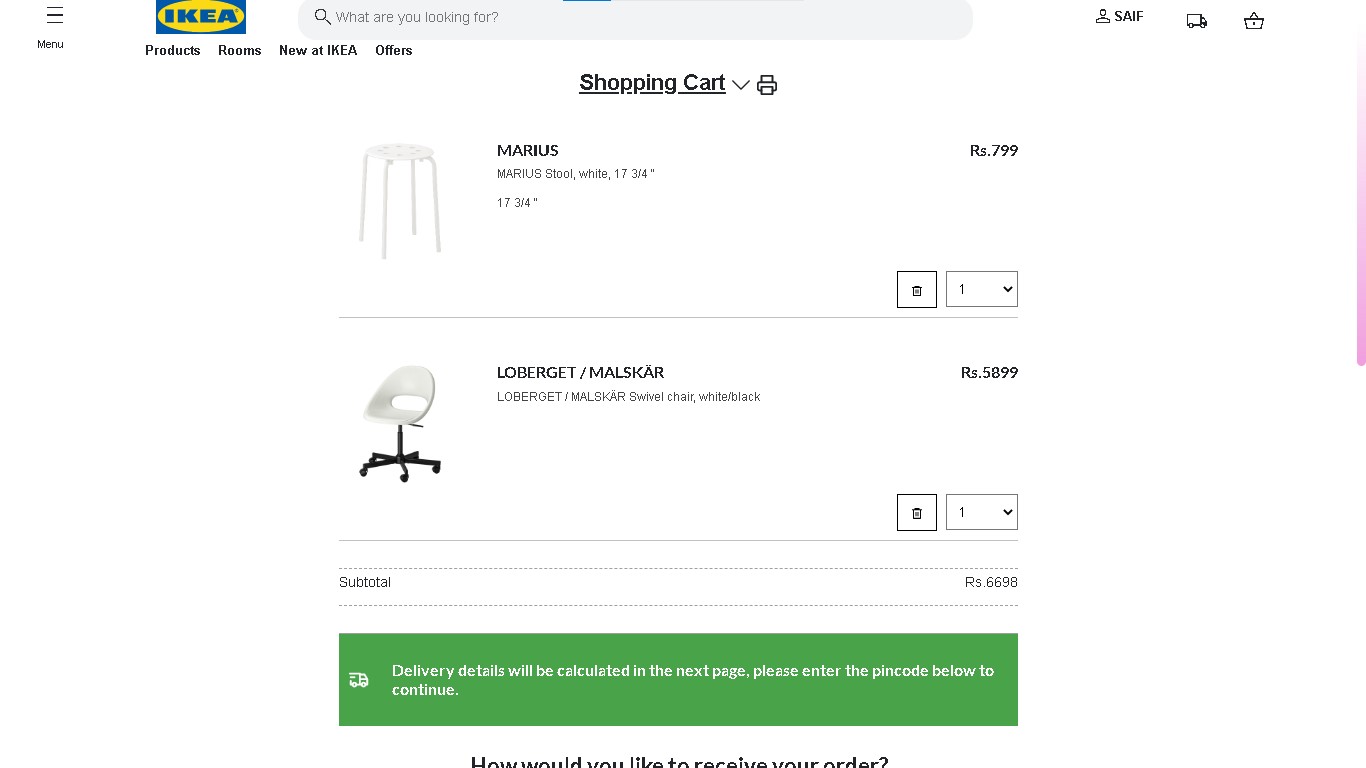 IKEA
What are you looking for?
SAIF
Menu
Products Rooms New at IKEA Offers
Shopping Cart
MARIUS Rs.799
MARIUS Stool, white, 17 3/4 "
17 3/4 "
1
LOBERGET / MALSKÄR Rs.5899
LOBERGET / MALSKÄR Swivel chair, white/black
1
Subtotal Rs.6698
Delivery details will be calculated in the next page, please enter the pincode below to
continue.
How would you like to receive your order?